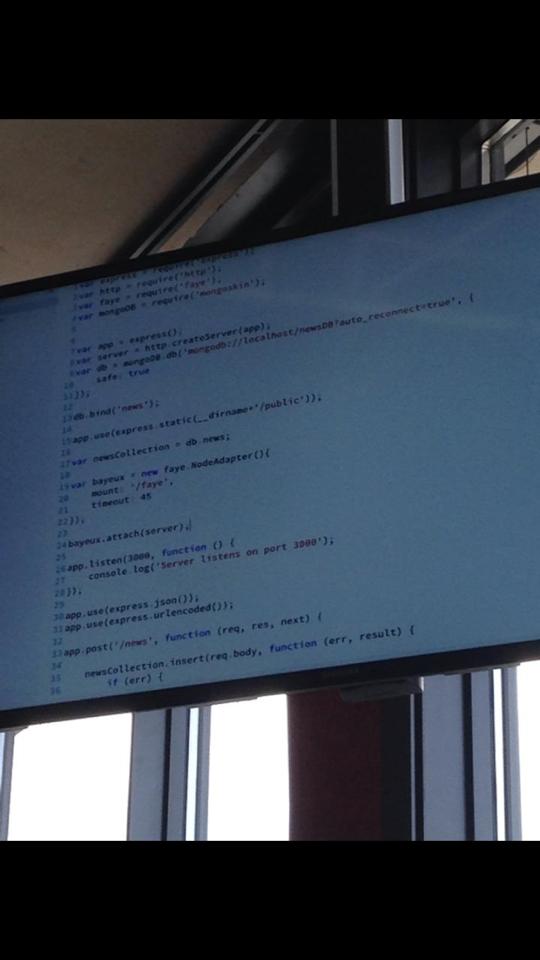 1var express = require('express');
2var http = require('http');
3var faye = require('faye'),
4var mongoDB = require('mongoskin');
5
6
7var app = express();
8var server = http.createServer(app);
9var db = mongoDB.db('mongodb://localhost/newsDB?auto_reconnect=true', {
10 safe: true
11});
12
13db.bind('news');
14
15app.use(express.static(__dirname+'/public'));
16
17var newsCollection = db.news;
18
19var bayeux = new faye.NodeAdapter(){
20 mount: '/faye',
21 timeout: 45
22});
23
24bayeux.attach(server);
25
26app.listen(3000, function () {
27 console.log('Server listens on port 3000');
28});
29
30app.use(express.json());
31app.use(express.urlencoded());
32
33app.post('/news', function (req, res, next) {
34
35 newsCollection.insert(req.body, function (err, result) {
36 if (err) {